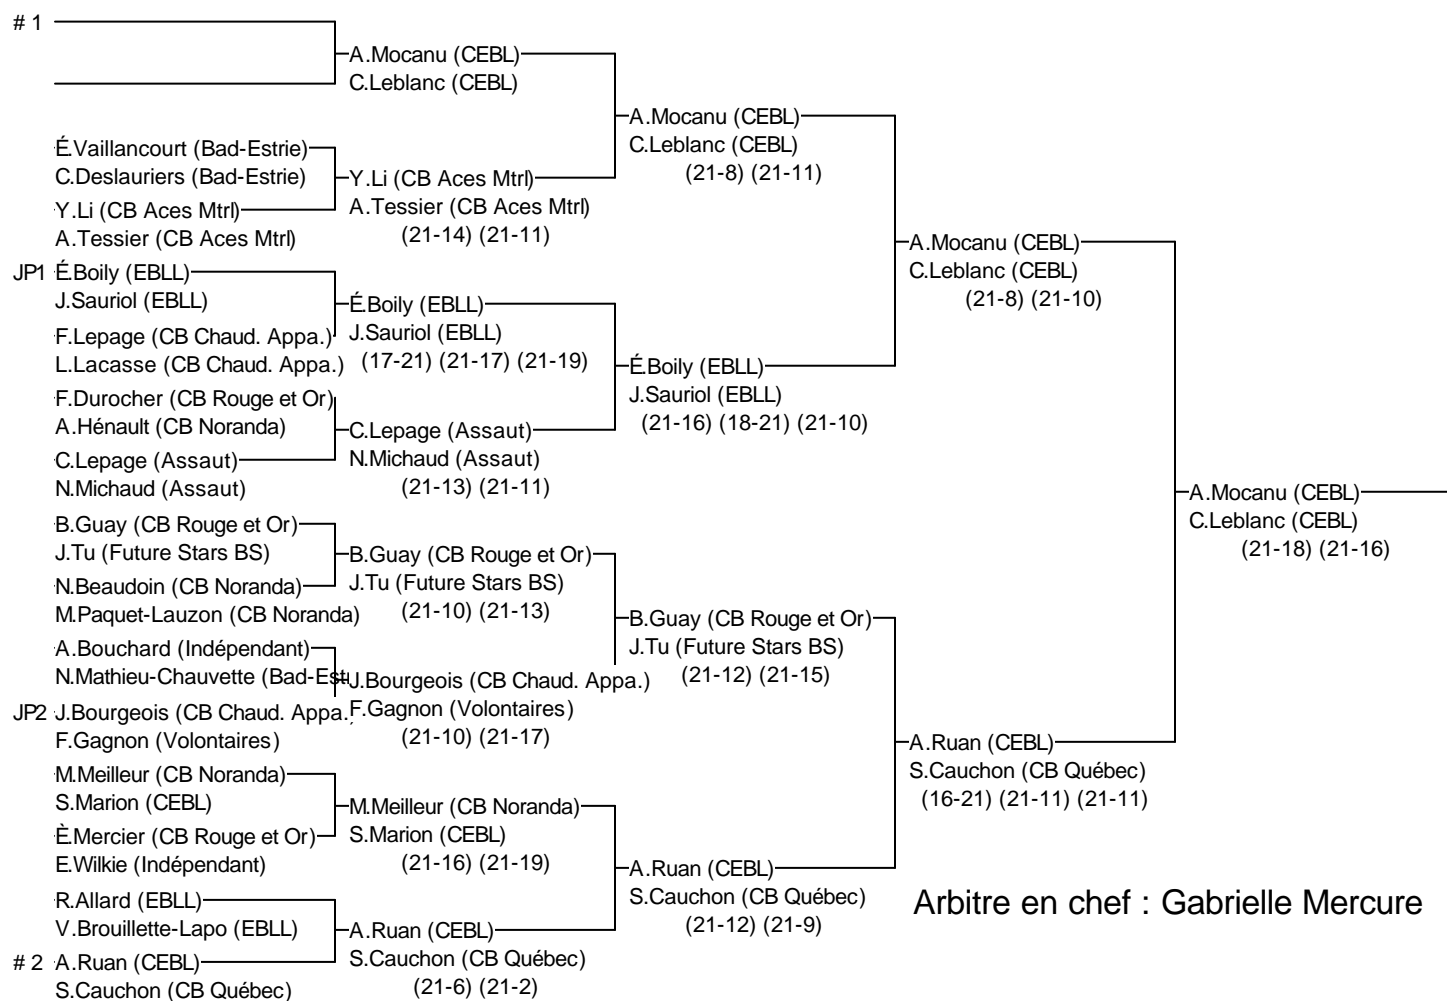 # 1
A.Mocanu (CEBL)
C.Leblanc (CEBL)
A.Mocanu (CEBL)
C.Leblanc (CEBL)
(21-8) (21-11)
É.Vaillancourt (Bad-Estrie)
C.Deslauriers (Bad-Estrie)
Y.Li (CB Aces Mtrl)
A.Tessier (CB Aces Mtrl)
(21-14) (21-11)
Y.Li (CB Aces Mtrl)
A.Tessier (CB Aces Mtrl)
A.Mocanu (CEBL)
C.Leblanc (CEBL)
(21-8) (21-10)
JP1 É.Boily (EBLL)
J.Sauriol (EBLL)
É.Boily (EBLL)
J.Sauriol (EBLL)
(17-21) (21-17) (21-19)
F.Lepage (CB Chaud. Appa.)
L.Lacasse (CB Chaud. Appa.)
É.Boily (EBLL)
J.Sauriol (EBLL)
(21-16) (18-21) (21-10)
F.Durocher (CB Rouge et Or)
A.Hénault (CB Noranda)
C.Lepage (Assaut)
N.Michaud (Assaut)
(21-13) (21-11)
C.Lepage (Assaut)
N.Michaud (Assaut)
A.Mocanu (CEBL)
C.Leblanc (CEBL)
(21-18) (21-16)
B.Guay (CB Rouge et Or)
J.Tu (Future Stars BS)
B.Guay (CB Rouge et Or)
J.Tu (Future Stars BS)
(21-10) (21-13)
N.Beaudoin (CB Noranda)
M.Paquet-Lauzon (CB Noranda)
B.Guay (CB Rouge et Or)
J.Tu (Future Stars BS)
(21-12) (21-15)
A.Bouchard (Indépendant)
N.Mathieu-Chauvette (Bad-Est
J.Bourgeois (CB Chaud. Appa.)
F.Gagnon (Volontaires)
(21-10) (21-17)
JP2 J.Bourgeois (CB Chaud. Appa.
F.Gagnon (Volontaires)
A.Ruan (CEBL)
S.Cauchon (CB Québec)
(16-21) (21-11) (21-11)
M.Meilleur (CB Noranda)
S.Marion (CEBL)
M.Meilleur (CB Noranda)
S.Marion (CEBL)
(21-16) (21-19)
È.Mercier (CB Rouge et Or)
E.Wilkie (Indépendant)
A.Ruan (CEBL)
S.Cauchon (CB Québec)
(21-12) (21-9)
R.Allard (EBLL)
V.Brouillette-Lapo (EBLL)
A.Ruan (CEBL)
S.Cauchon (CB Québec)
(21-6) (21-2)
# 2 A.Ruan (CEBL)
S.Cauchon (CB Québec)
Arbitre en chef : Gabrielle Mercure